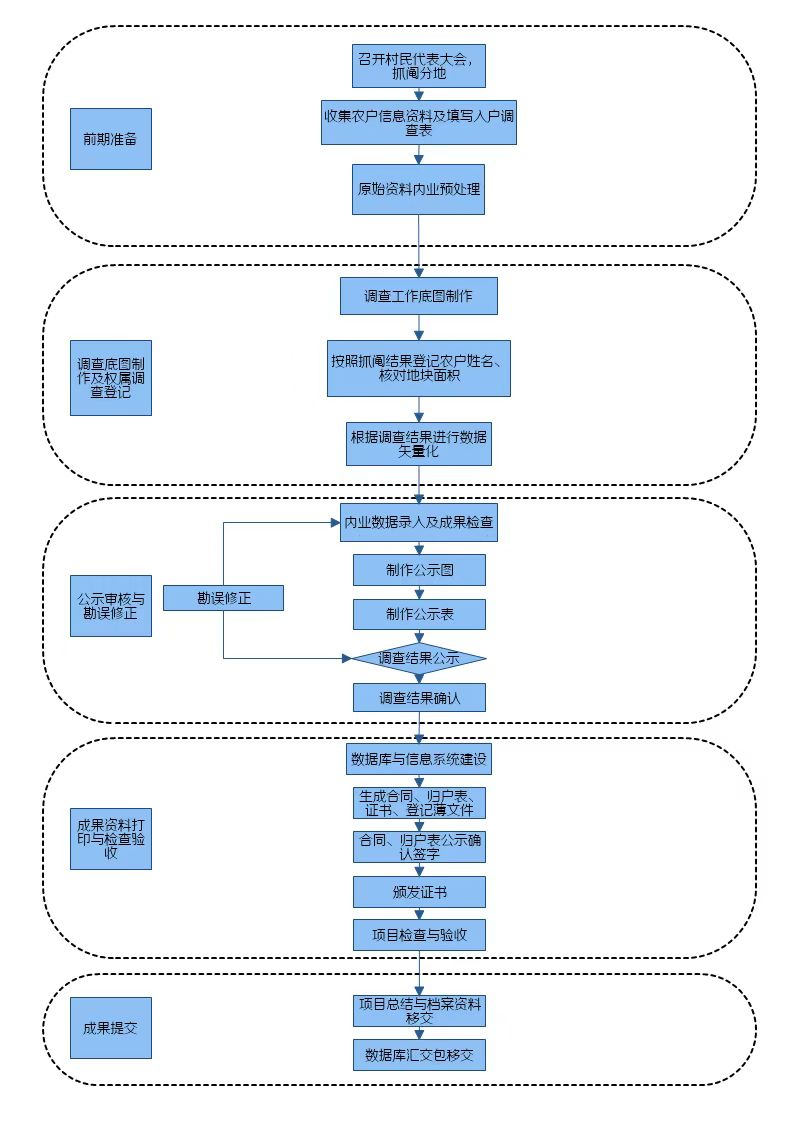 召开村民代表大会，
抓阄分地
收集农户信息资料及填写入户调
查表
前期准备
原始资料内业预处理
调查工作底图制作
调查底图制
作及权属调
查登记
按照抓阄结果登记农户姓名、
核对地块面积
根据调查结果进行数据
矢量化
内业数据录入及成果检查
制作公示图
公示审核与
勘误修正
勘误修正
制作公示表
调查结果公示
调查结果确认
数据库与信息系统建设
生成合同、归户表、
证书、登记薄文件
成果资料打
印与检查验
收
合同、归户表公示确
认签字
颁发证书
项目检查与验收
项目总结与档案资料
移交
成果提交
数据库汇交包移交